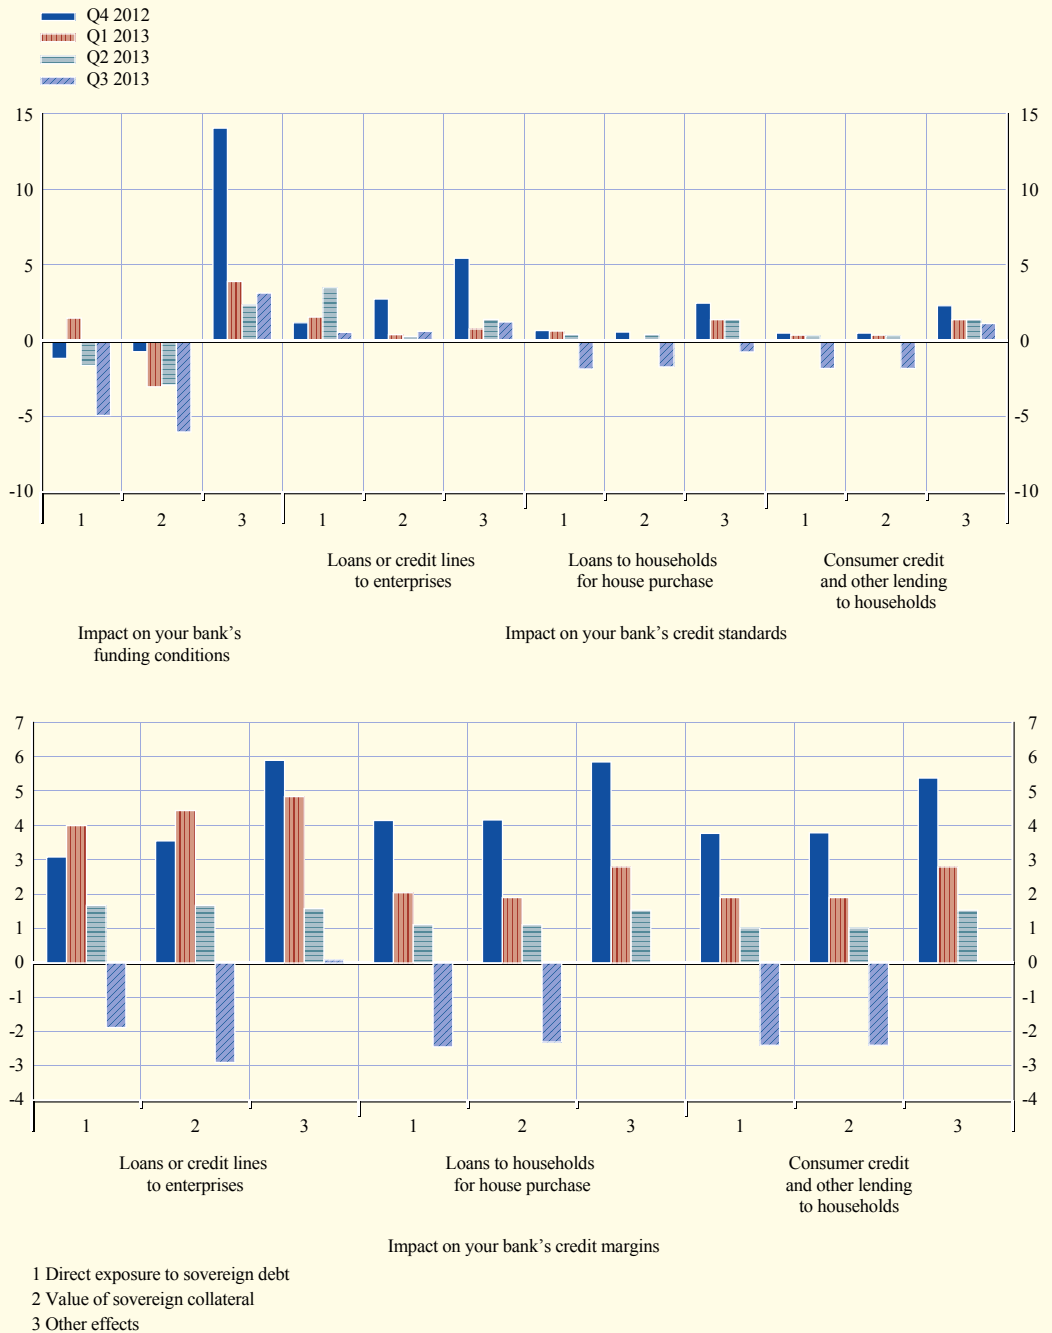 Q4 2012
Q1 2013
Q2 2013
Q3 2013
15 15
10 10
5 5
0 0
-5 -5
-10 -10
1 2 3 1 2 3 1 2 3 1 2 3
Loans or credit lines
to enterprises
Loans to households
for house purchase
Consumer credit
and other lending
to households
Impact on your bank’s
funding conditions
Impact on your bank’s credit standards
7 7
6 6
5 5
4 4
3 3
2 2
1 1
0 0
-1 -1
-2 -2
-3 -3
-4 -4
1 2 3 1 2 3 1 2 3
Loans or credit lines
to enterprises
Loans to households
for house purchase
Consumer credit
and other lending
to households
Impact on your bank’s credit margins
1 Direct exposure to sovereign debt
2 Value of sovereign collateral
3 Other effects